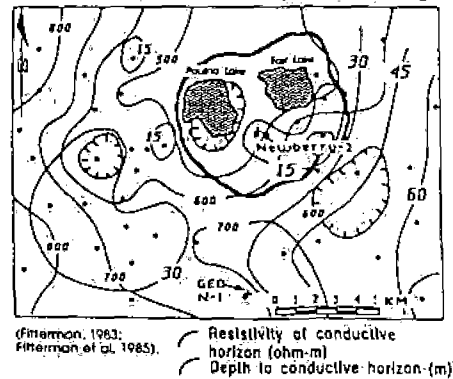 600
15
500
30
45
Paulina Lake
East Lake
15
Newberry-2
15
600
600
60
700
800
700
30
GEO
N-1
0 1 2 3 4 5 KM
(Fitterman, 1983;
Fitterman et al, 1985).
Resistivity of conductive
horizon (ohm-m)
Depth to conductive horizon (m)